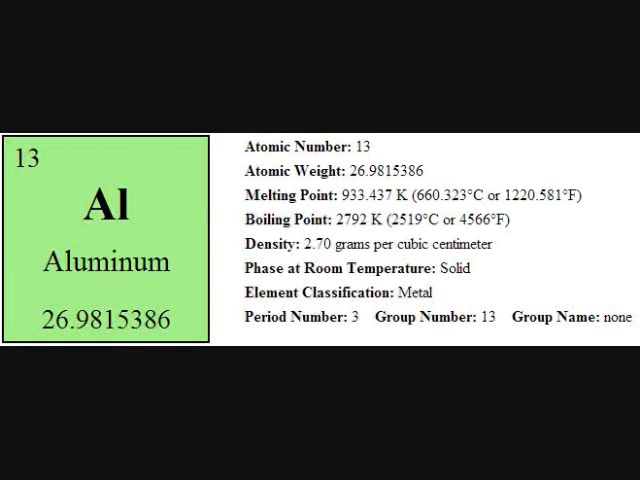 13
Al
Aluminum
26.9815386
Atomic Number: 13
Atomic Weight: 26.9815386
Melting Point: 933.437 K (660.323°C or 1220.581°F)
Boiling Point: 2792 K (2519°C or 4566°F)
Density: 2.70 grams per cubic centimeter
Phase at Room Temperature: Solid
Element Classification: Metal
Period Number: 3 Group Number: 13 Group Name: none